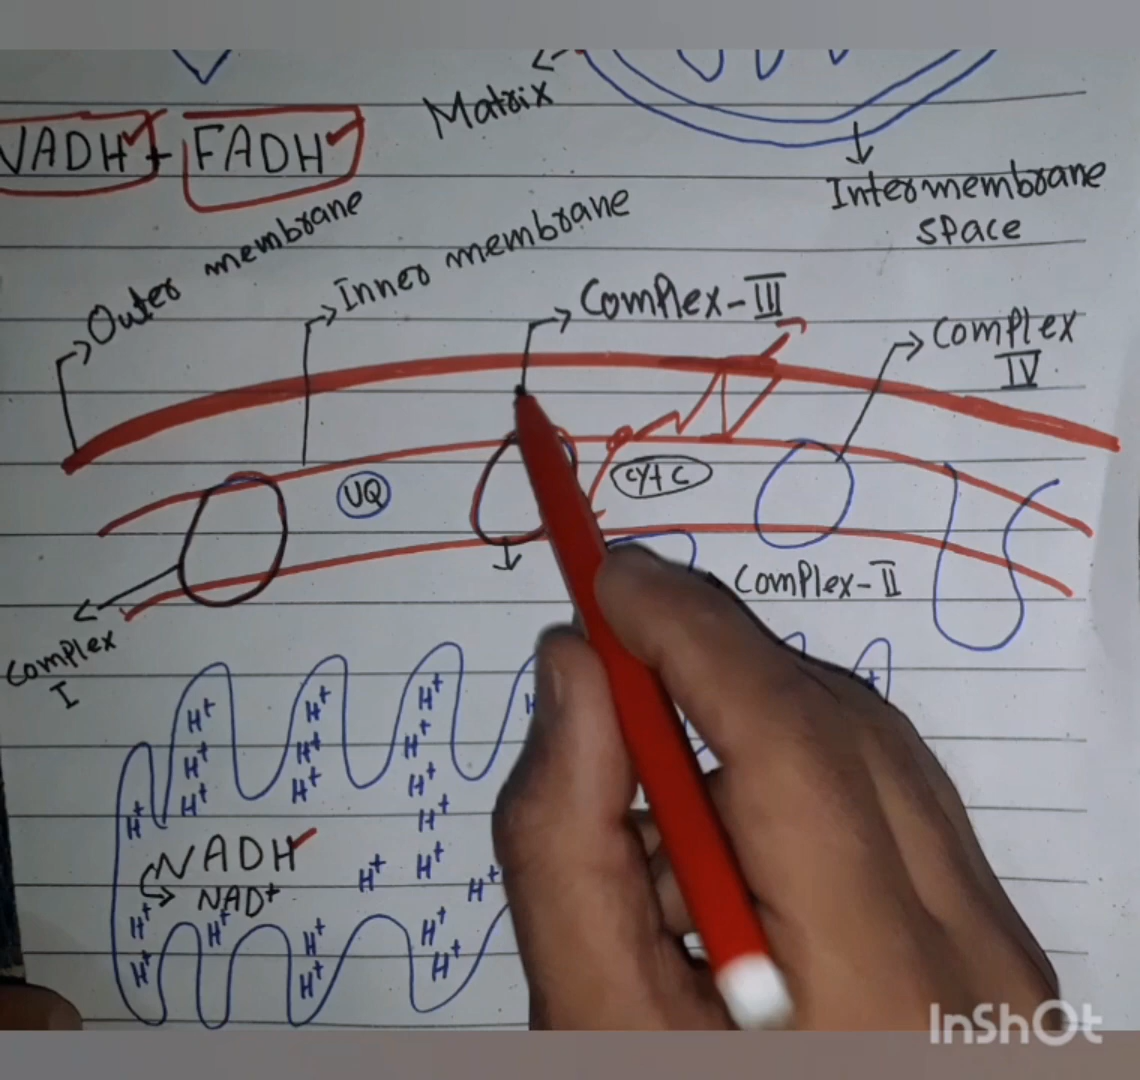 Matrix
NADH + FADH
Intermembrane
space
Outer membrane
Inner membrane
Complex-III
Complex
IV
UQ
cyt c
Complex-II
Complex
I
H+ H+ H+
H+ H+ H+
H+ H+ H+
H+ H+
NADH
H+ H+ H+
NAD+
H+ H+ H+ H+
H+ H+ H+
InShOt